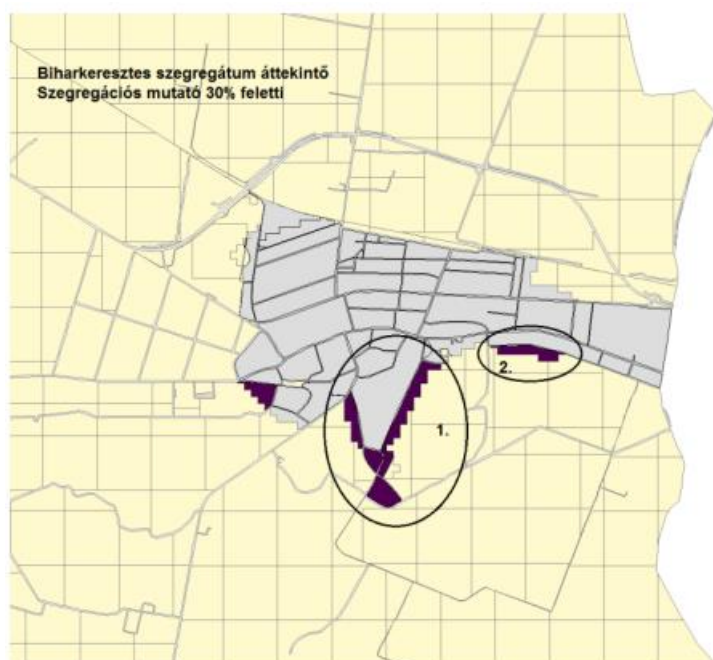 Biharkeresztes szegregátum áttekintő
Szegregációs mutató 30% feletti
2.
1.